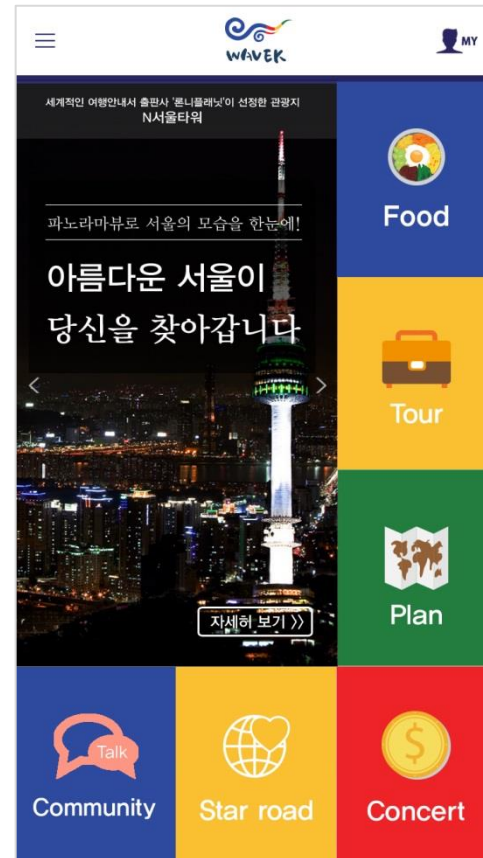 WAVEK
MY
세계적인 여행안내서 출판사 '론니플래닛'이 선정한 관광지
N서울타워
파노라마뷰로 서울의 모습을 한눈에!
아름다운 서울이
당신을 찾아갑니다
자세히 보기 》
Food
Tour
Plan
Talk
Community
Star road
Concert